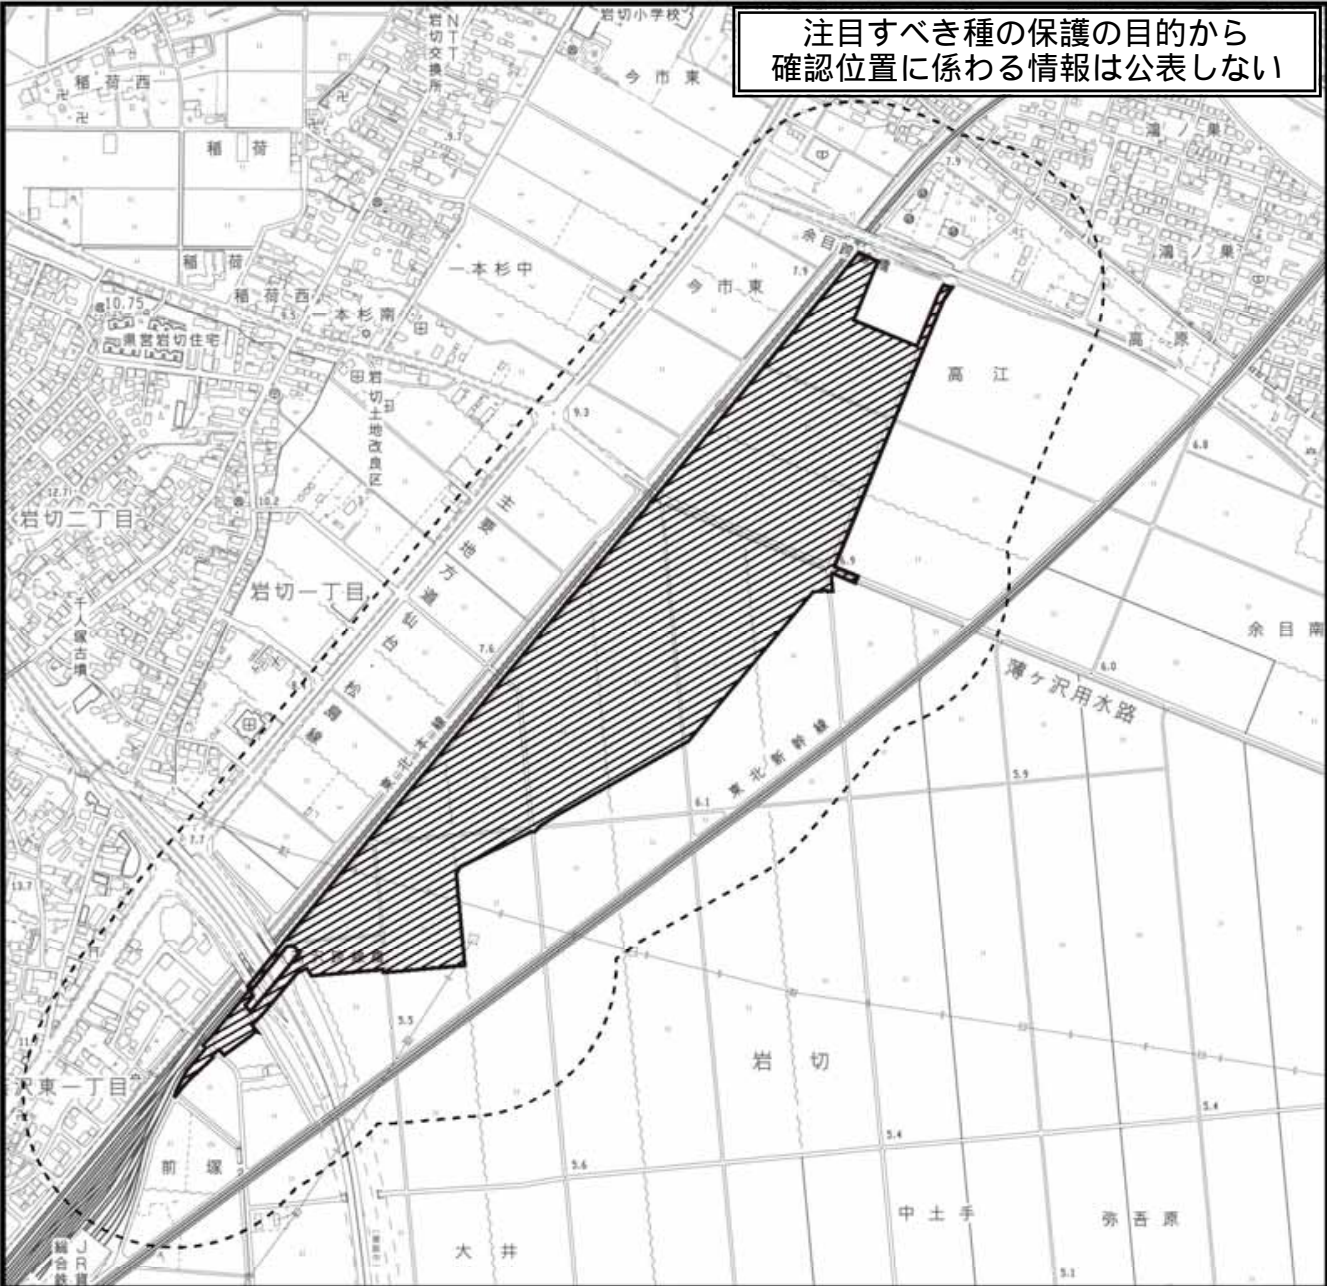 注目すべき種の保護の目的から
確認位置に係わる情報は公表しない
岩切小学校
NTT
岩切交換所
今市東
稲荷西
稲荷
9.7
鴻ノ巣
7.9
鴻ノ巣
稲荷
稲荷西
一本杉中
余目跨
7.9
今市東
10.75
9.5
一本杉南
県営岩切住宅
高原
高江
岩切土地改良区
9.3
6.8
12.7
10.2
岩切二丁目
主要地方道
仙台松島線
岩切一丁目
6.9
千人塚古墳
余目南
7.6
6.0
薄ヶ沢用水路
東北本線
東北新幹線
5.9
6.1
7.7
13.7
5.5
岩切
沢東一丁目
5.4
5.4
前塚
5.6
中土手
弥吾原
大井
JR貨
総合鉄
5.1